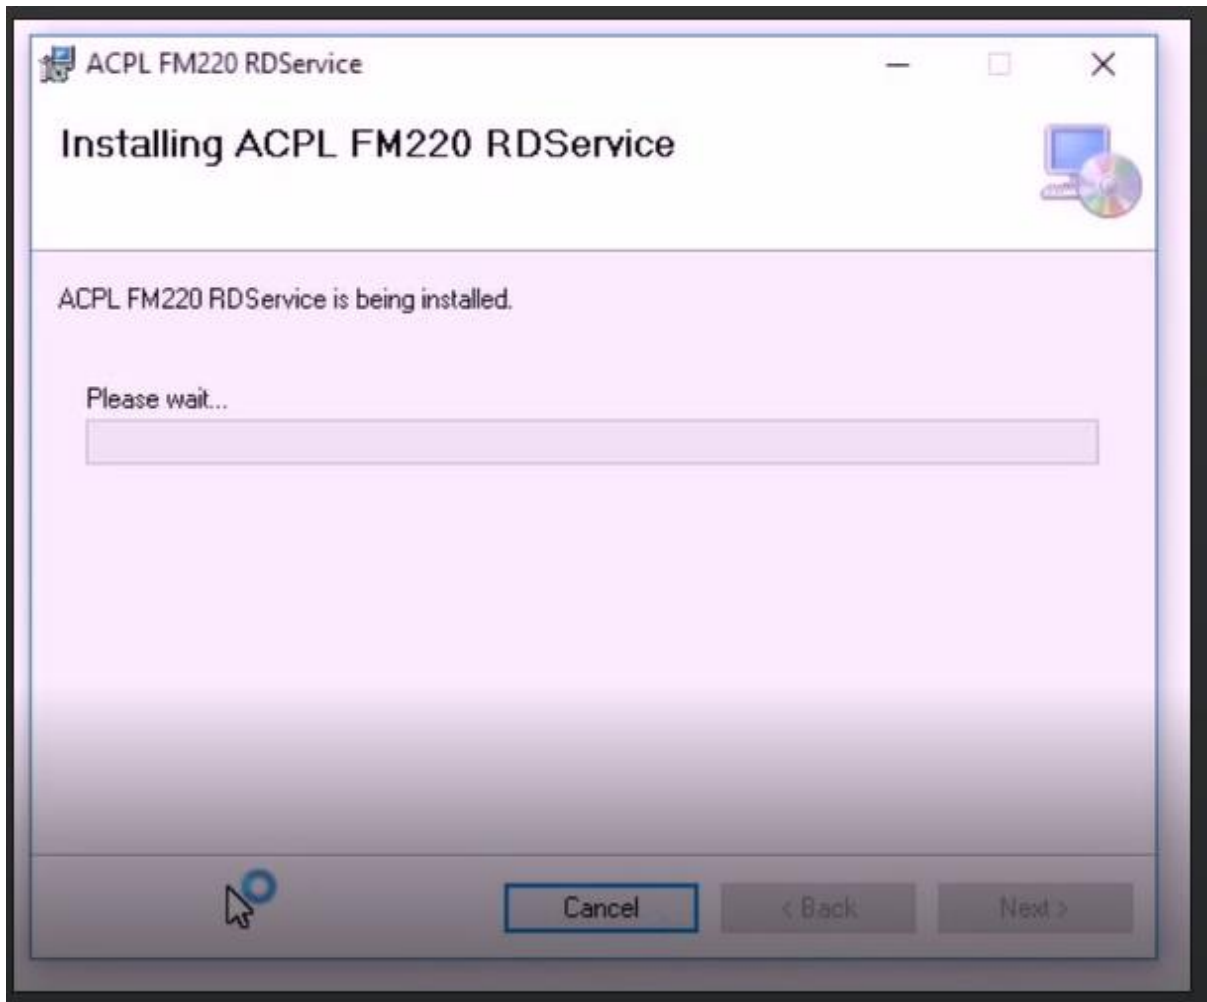 ACPL FM220 RDService
Installing ACPL FM220 RDService
ACPL FM220 RDService is being installed.
Please wait...
Cancel
< Back
Next >